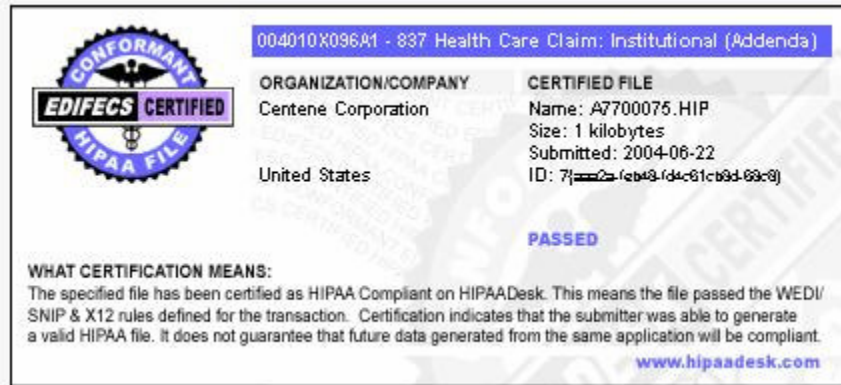 004010X096A1 - 837 Health Care Claim: Institutional (Addenda)
CONFORMANT
EDIFECS CERTIFIED
HIPAA FILE
ORGANIZATION/COMPANY
Centene Corporation
United States
CERTIFIED FILE
Name: A7700075.HIP
Size: 1 kilobytes
Submitted: 2004-06-22
ID:
PASSED
WHAT CERTIFICATION MEANS:
The specified file has been certified as HIPAA Compliant on HIPAADesk. This means the file passed the WEDI/
SNIP & X12 rules defined for the transaction. Certification indicates that the submitter was able to generate
a valid HIPAA file. It does not guarantee that future data generated from the same application will be compliant.
www.hipaadesk.com